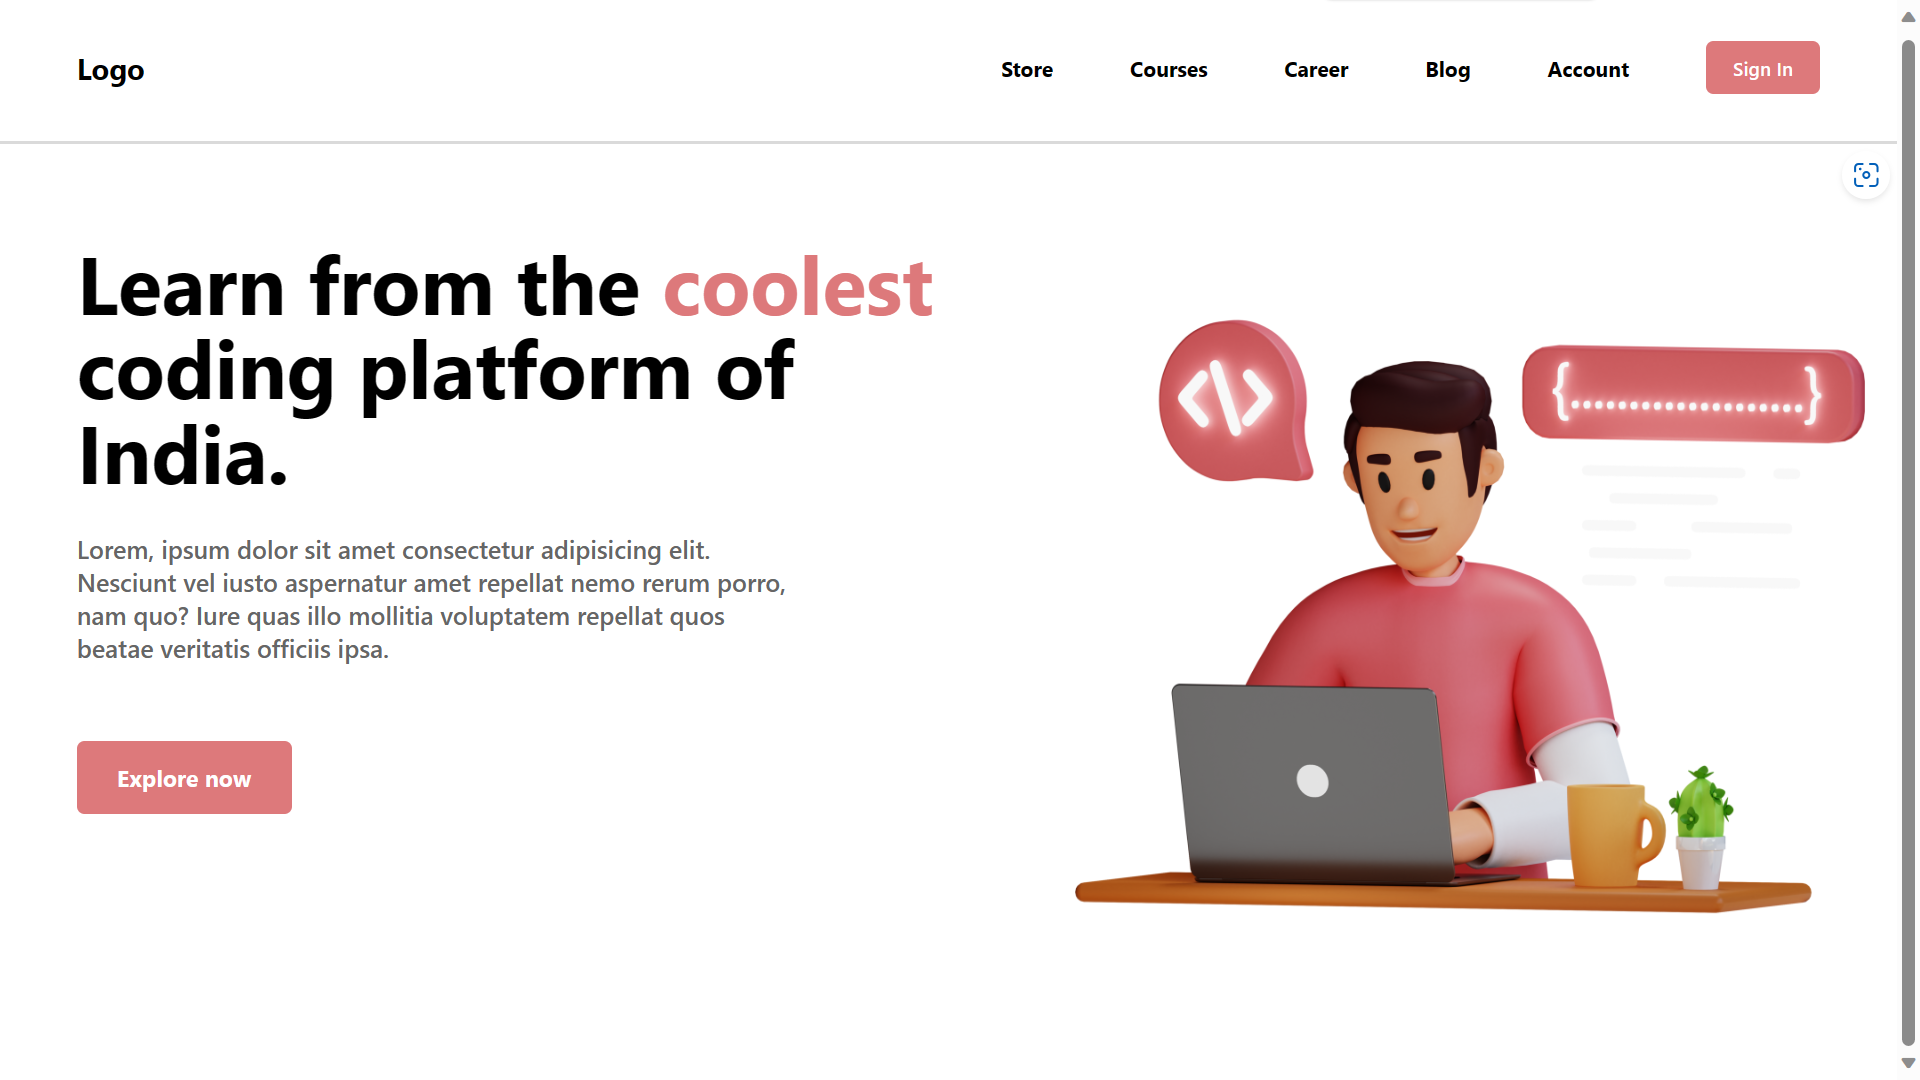 Logo
Store
Courses
Career
Blog
Account
Sign In
Learn from the coolest
coding platform of
India.
Lorem, ipsum dolor sit amet consectetur adipisicing elit.
Nesciunt vel iusto aspernatur amet repellat nemo rerum porro,
nam quo? Iure quas illo mollitia voluptatem repellat quos
beatae veritatis officiis ipsa.
Explore now
<\>
{....................}